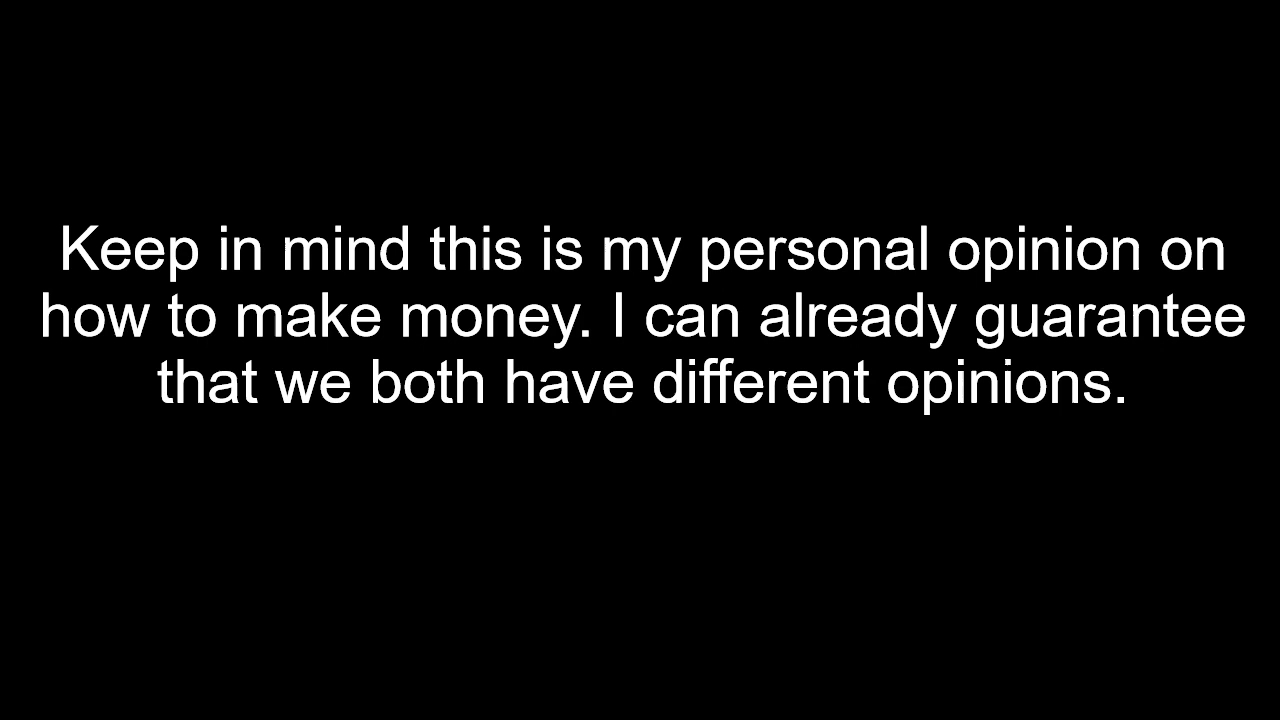 Keep in mind this is my personal opinion on
how to make money. I can already guarantee
that we both have different opinions.